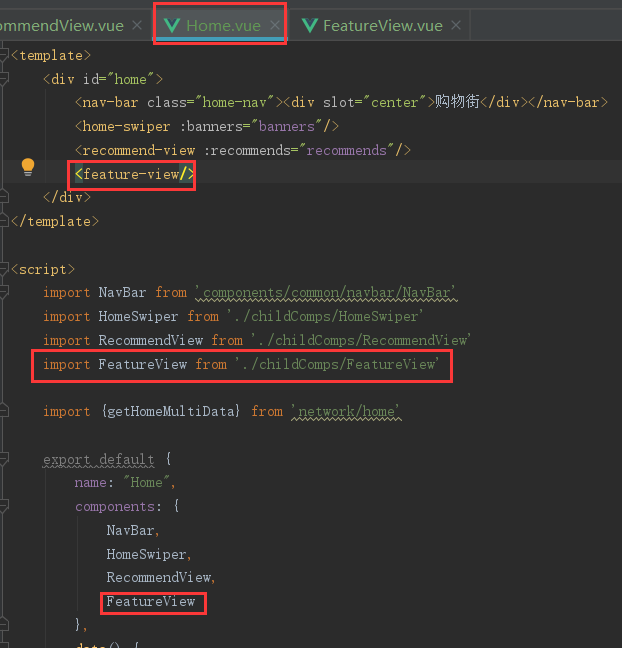 ommendView.vue × Home.vue × FeatureView.vue ×
<template>
<div id="home">
<nav-bar class="home-nav"><div slot="center">购物街</div></nav-bar>
<home-swiper :banners="banners"/>
<recommend-view :recommends="recommends"/>
<feature-view/>
</div>
</template>
<script>
import NavBar from 'components/common/navbar/NavBar'
import HomeSwiper from './childComps/HomeSwiper'
import RecommendView from './childComps/RecommendView'
import FeatureView from './childComps/FeatureView'
import {getHomeMultiData} from 'network/home'
export default {
name: "Home",
components: {
NavBar,
HomeSwiper,
RecommendView,
FeatureView
},
data() {